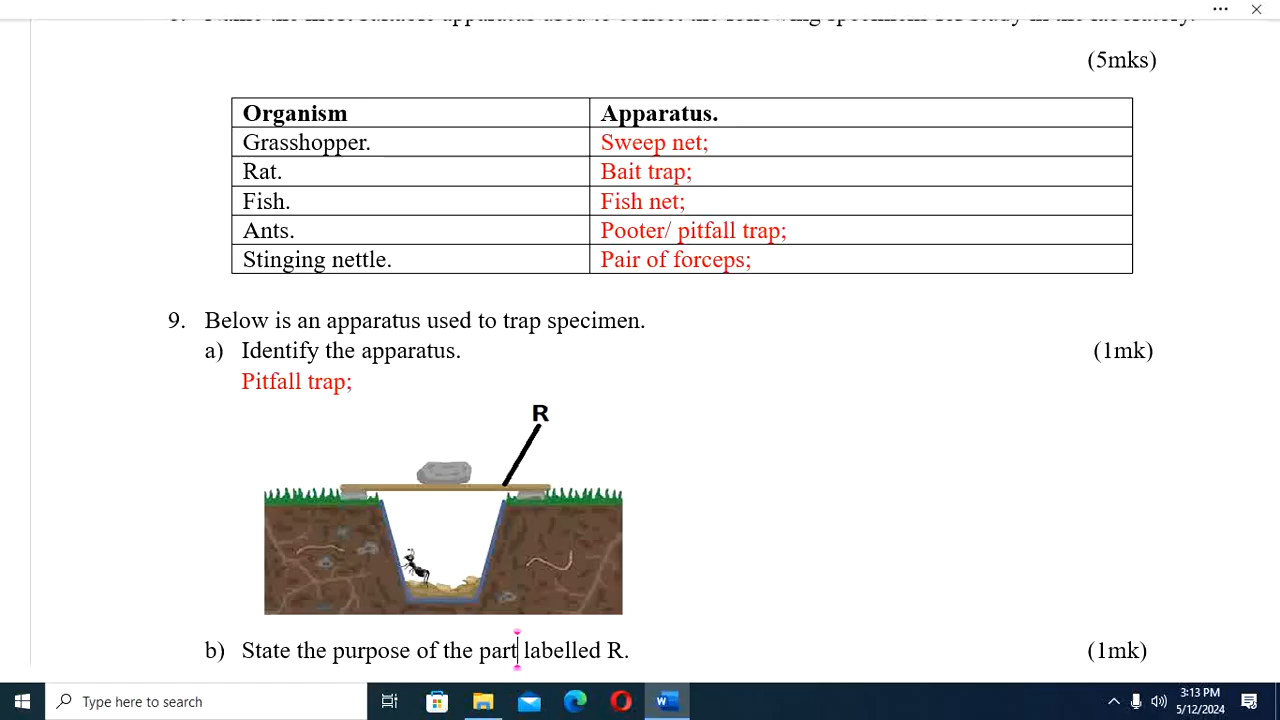 (5mks)
Organism Apparatus.
Grasshopper. Sweep net;
Rat. Bait trap;
Fish. Fish net;
Ants. Pooter/ pitfall trap;
Stinging nettle. Pair of forceps;
9. Below is an apparatus used to trap specimen.
a) Identify the apparatus. (1mk)
Pitfall trap;
R
b) State the purpose of the part labelled R. (1mk)
Type here to search
W
3:13 PM
5/12/2024